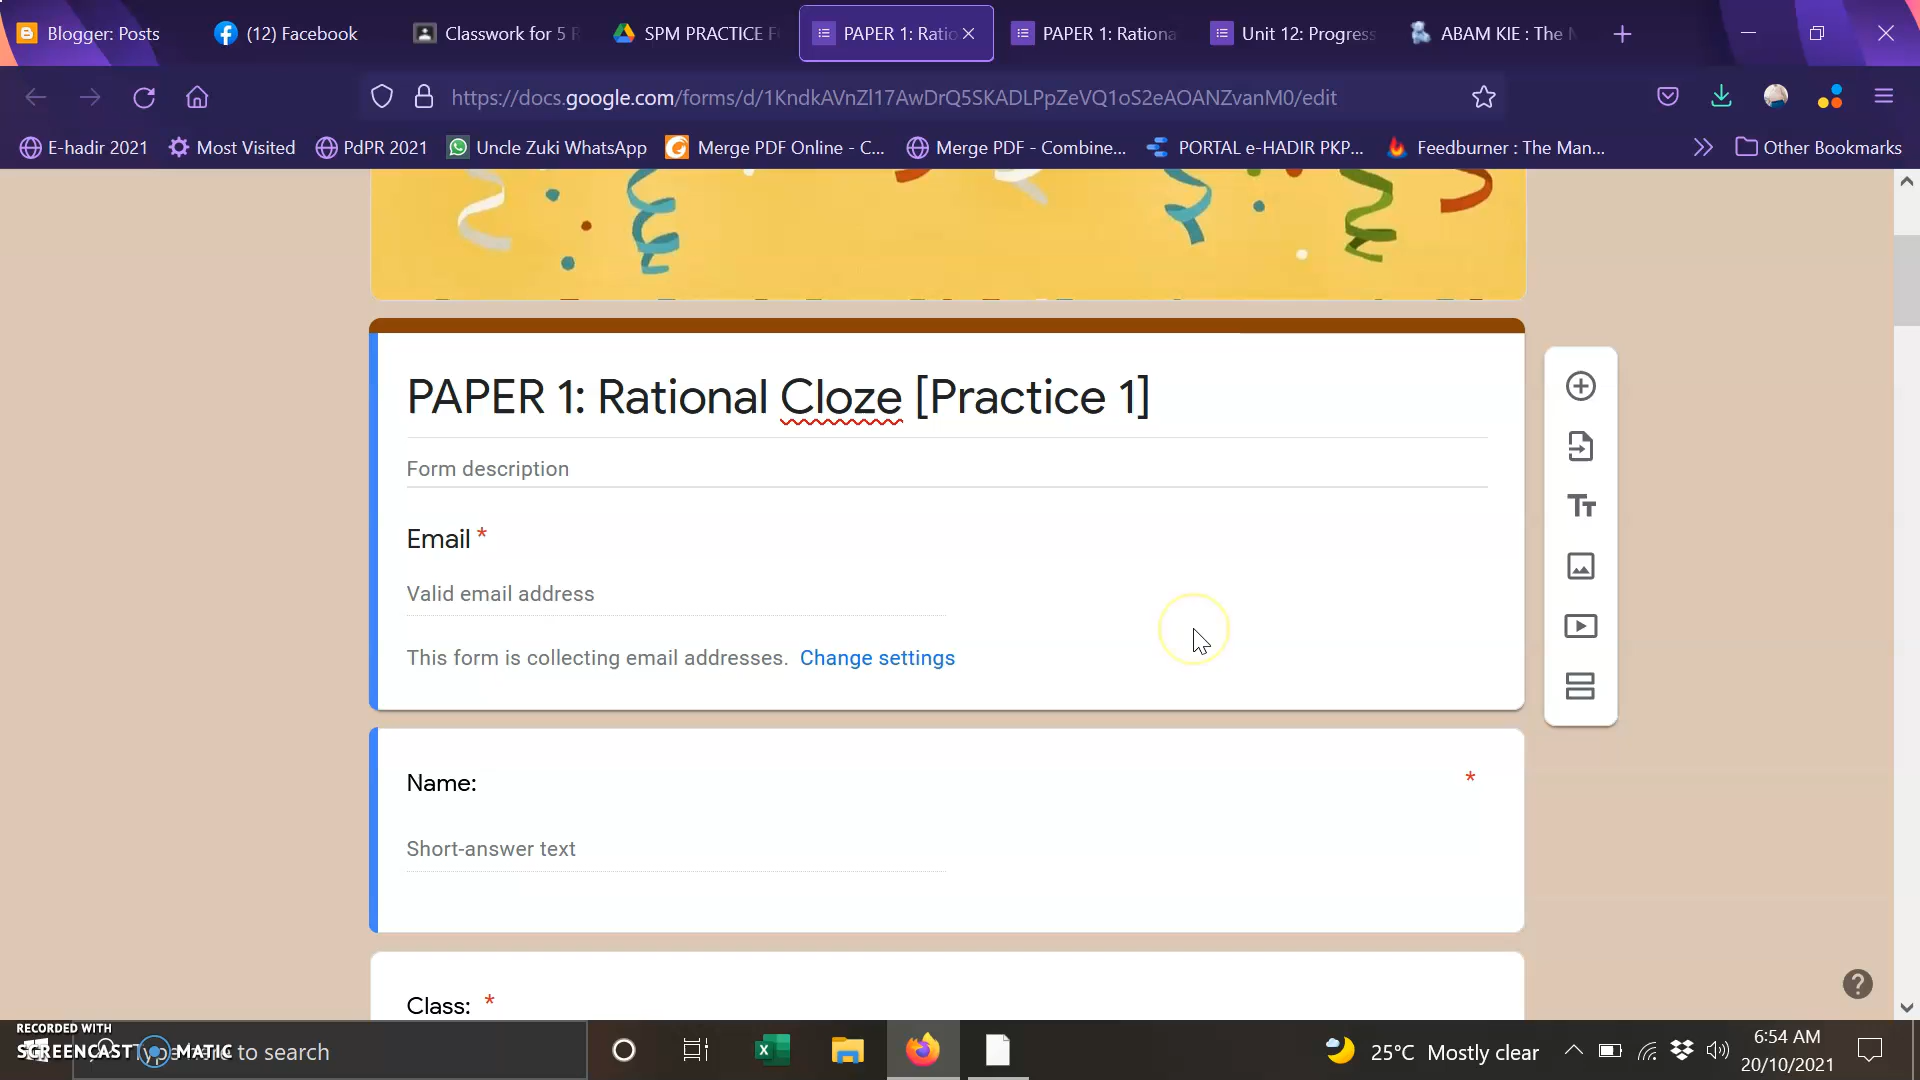 Blogger: Posts
(12) Facebook
Classwork for 5
SPM PRACTICE F
PAPER 1: Ratio
PAPER 1: Rationa
Unit 12: Progress
ABAM KIE : The
https://docs.google.com/forms/d/1KndkAVnZl17AwDrQ5SKADLPpZeVQ1oS2eAOANZvanM0/edit
E-hadir 2021
Most Visited
PdPR 2021
Uncle Zuki WhatsApp
Merge PDF Online - C...
Merge PDF - Combine...
PORTAL e-HADIR PKP...
Feedburner : The Man...
Other Bookmarks
PAPER 1: Rational Cloze [Practice 1]
Form description
Email *
Valid email address
This form is collecting email addresses. Change settings
Name: *
Short-answer text
Class: *
RECORDED WITH
SCREENCAST MATIC
to search
25°C Mostly clear
6:54 AM
20/10/2021